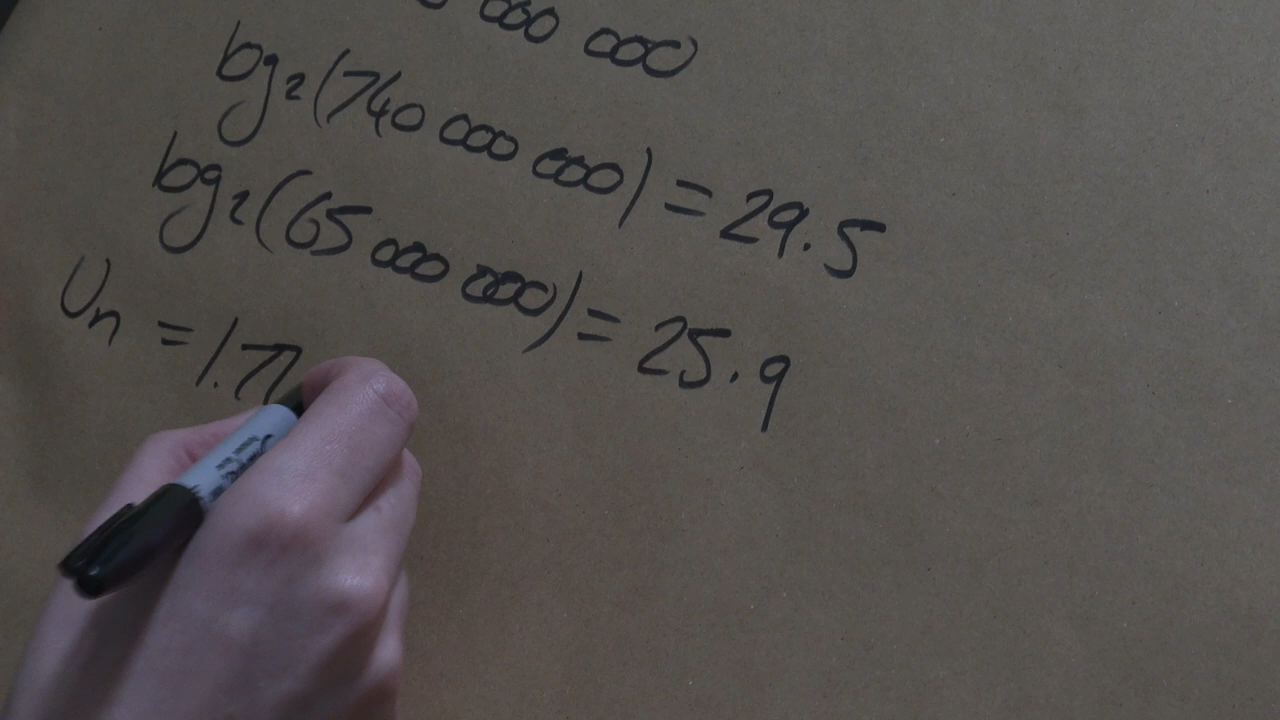 000 000
log₂(740 000 000) = 29.5
log₂(65 000 000) = 25.9
Un = 1.77